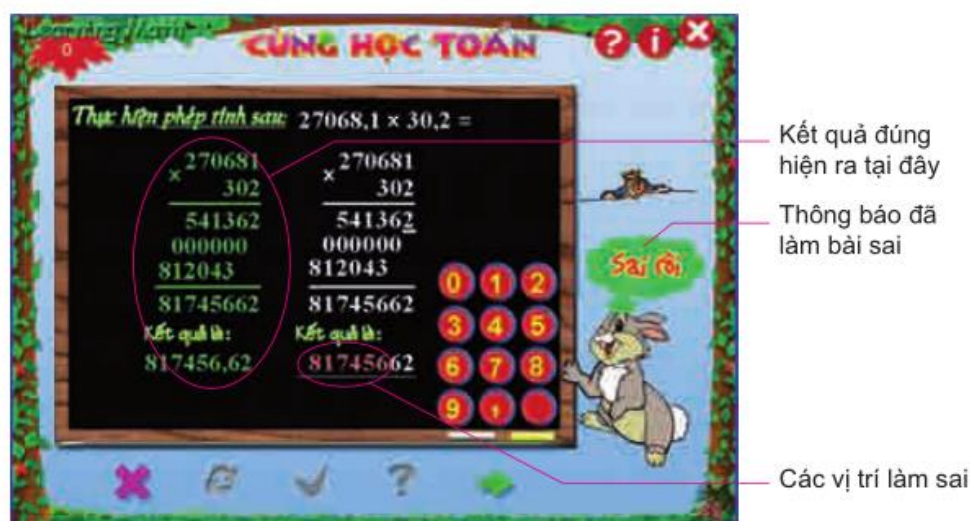 Learning Math
0
CÙNG HỌC TOÁN
? i ×
Thực hiện phép tính sau: 27068,1 × 30,2 =
× 270681
302
541362
000000
812043
81745662
Kết quả là:
817456,62
× 270681
302
541362
000000
812043
81745662
Kết quả là:
81745662
0 1 2
3 4 5
6 7 8
9 ,
Sai rồi
?
Kết quả đúng
hiện ra tại đây
Thông báo đã
làm bài sai
Các vị trí làm sai